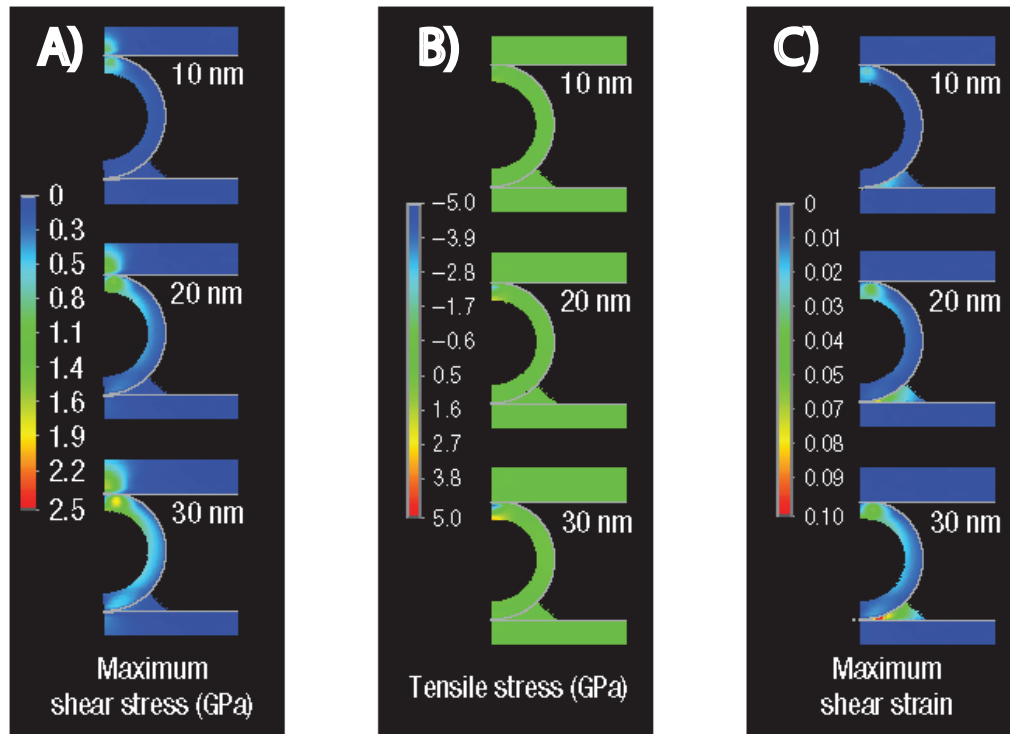 A)
10 nm
0
0.3
0.5
0.8
1.1
1.4
1.6
1.9
2.2
2.5
20 nm
30 nm
Maximum
shear stress (GPa)
B)
10 nm
−5.0
−3.9
−2.8
−1.7
−0.6
0.5
1.6
2.7
3.8
5.0
20 nm
30 nm
Tensile stress (GPa)
C)
10 nm
0
0.01
0.02
0.03
0.04
0.05
0.07
0.08
0.09
0.10
20 nm
30 nm
Maximum
shear strain